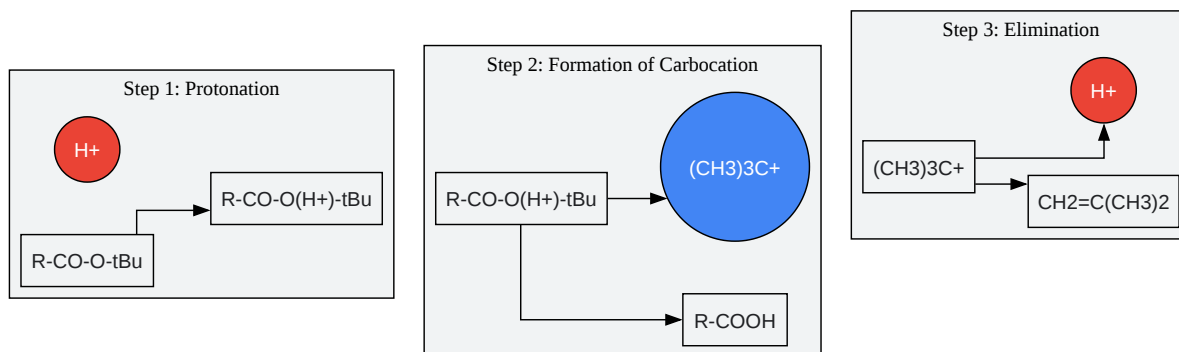 Step 1: Protonation
H+
R-CO-O(H+)-tBu
R-CO-O-tBu
Step 2: Formation of Carbocation
(CH3)3C+
R-CO-O(H+)-tBu
R-COOH
Step 3: Elimination
H+
(CH3)3C+
CH2=C(CH3)2